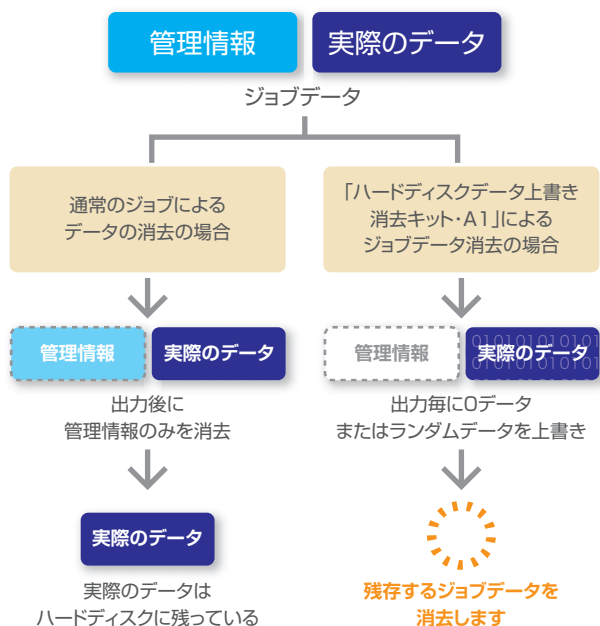 管理情報
実際のデータ
ジョブデータ
通常のジョブによる
データの消去の場合
「ハードディスクデータ上書き
消去キット・A1」による
ジョブデータ消去の場合
管理情報
実際のデータ
管理情報
実際のデータ
010101010101
010101010101
出力後に
管理情報のみを消去
出力毎に0データ
またはランダムデータを上書き
実際のデータ
実際のデータは
ハードディスクに残っている
残存するジョブデータを
消去します